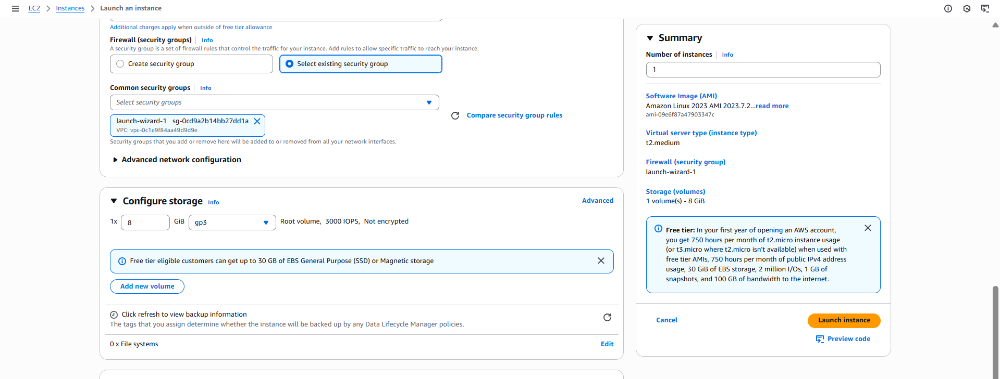 EC2 > Instances > Launch an instance
Additional charges apply when outside of free tier allowance
Firewall (security groups) | Info
A security group is a set of firewall rules that control the traffic for your instance. Add rules to allow specific traffic to reach your instance.
Create security group
Select existing security group
Common security groups | Info
Select security groups
launch-wizard-1 sg-0cd9a2b14bb27dd1a
VPC: vpc-0c1e9f84aa49d9d9e
Compare security group rules
Security groups that you add or remove here will be added to or removed from all your network interfaces.
Advanced network configuration
Configure storage Info
Advanced
1x 8 GiB gp3 Root volume, 3000 IOPS, Not encrypted
Free tier eligible customers can get up to 30 GB of EBS General Purpose (SSD) or Magnetic storage
Add new volume
Click refresh to view backup information
The tags that you assign determine whether the instance will be backed up by any Data Lifecycle Manager policies.
0 x File systems
Edit
Summary
Number of instances | Info
1
Software Image (AMI)
Amazon Linux 2023 AMI 2023.7.2...read more
ami-09e6f87a47903347c
Virtual server type (instance type)
t2.medium
Firewall (security group)
launch-wizard-1
Storage (volumes)
1 volume(s) - 8 GiB
Free tier: In your first year of opening an AWS account,
you get 750 hours per month of t2.micro instance usage
(or t3.micro where t2.micro isn't available) when used with
free tier AMIs, 750 hours per month of public IPv4 address
usage, 30 GiB of EBS storage, 2 million I/Os, 1 GB of
snapshots, and 100 GB of bandwidth to the internet.
Cancel
Launch instance
Preview code